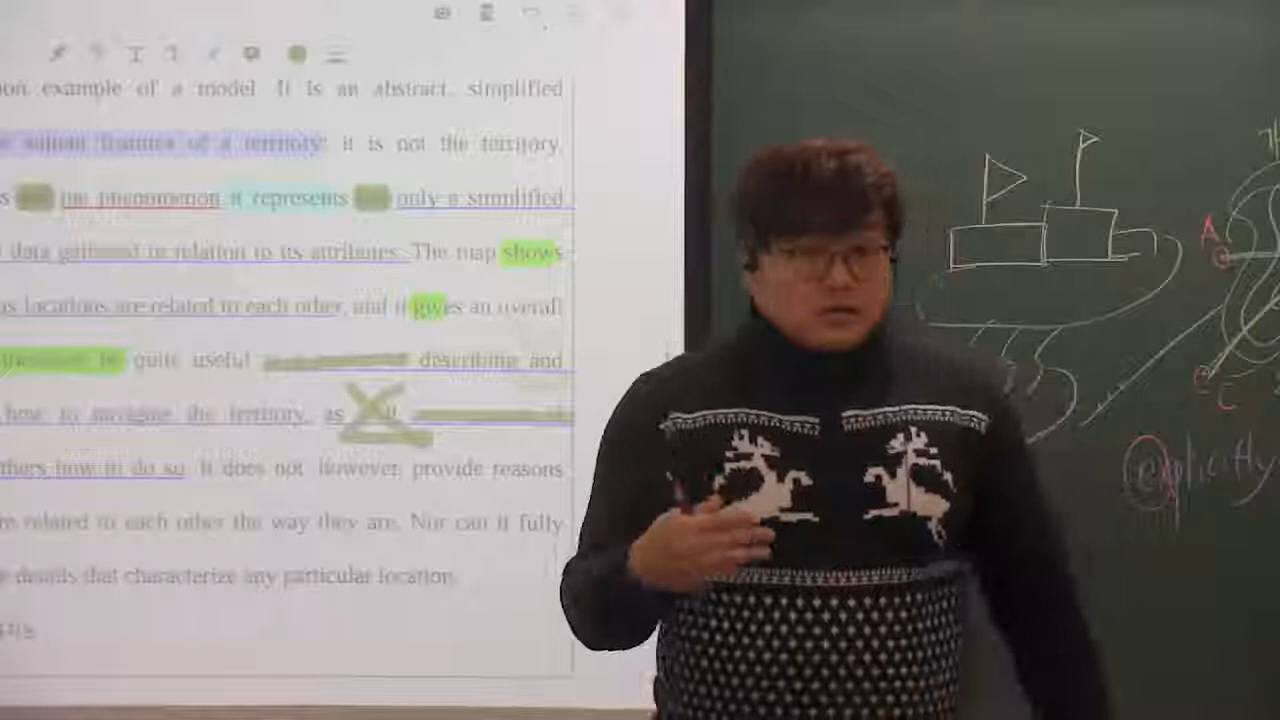 on example of a model. It is an abstract, simplified
salient features of a territory; it is not the territory.
s the phenomenon it represents only a simplified
data gathered in relation to its attributes. The map shows
us locations are related to each other, and it gives an overall
quite useful describing and
how to navigate the territory, as
thers how to do so. It does not, however, provide reasons
re related to each other the way they are. Nor can it fully
details that characterize any particular location.
A
C
C
explicitly